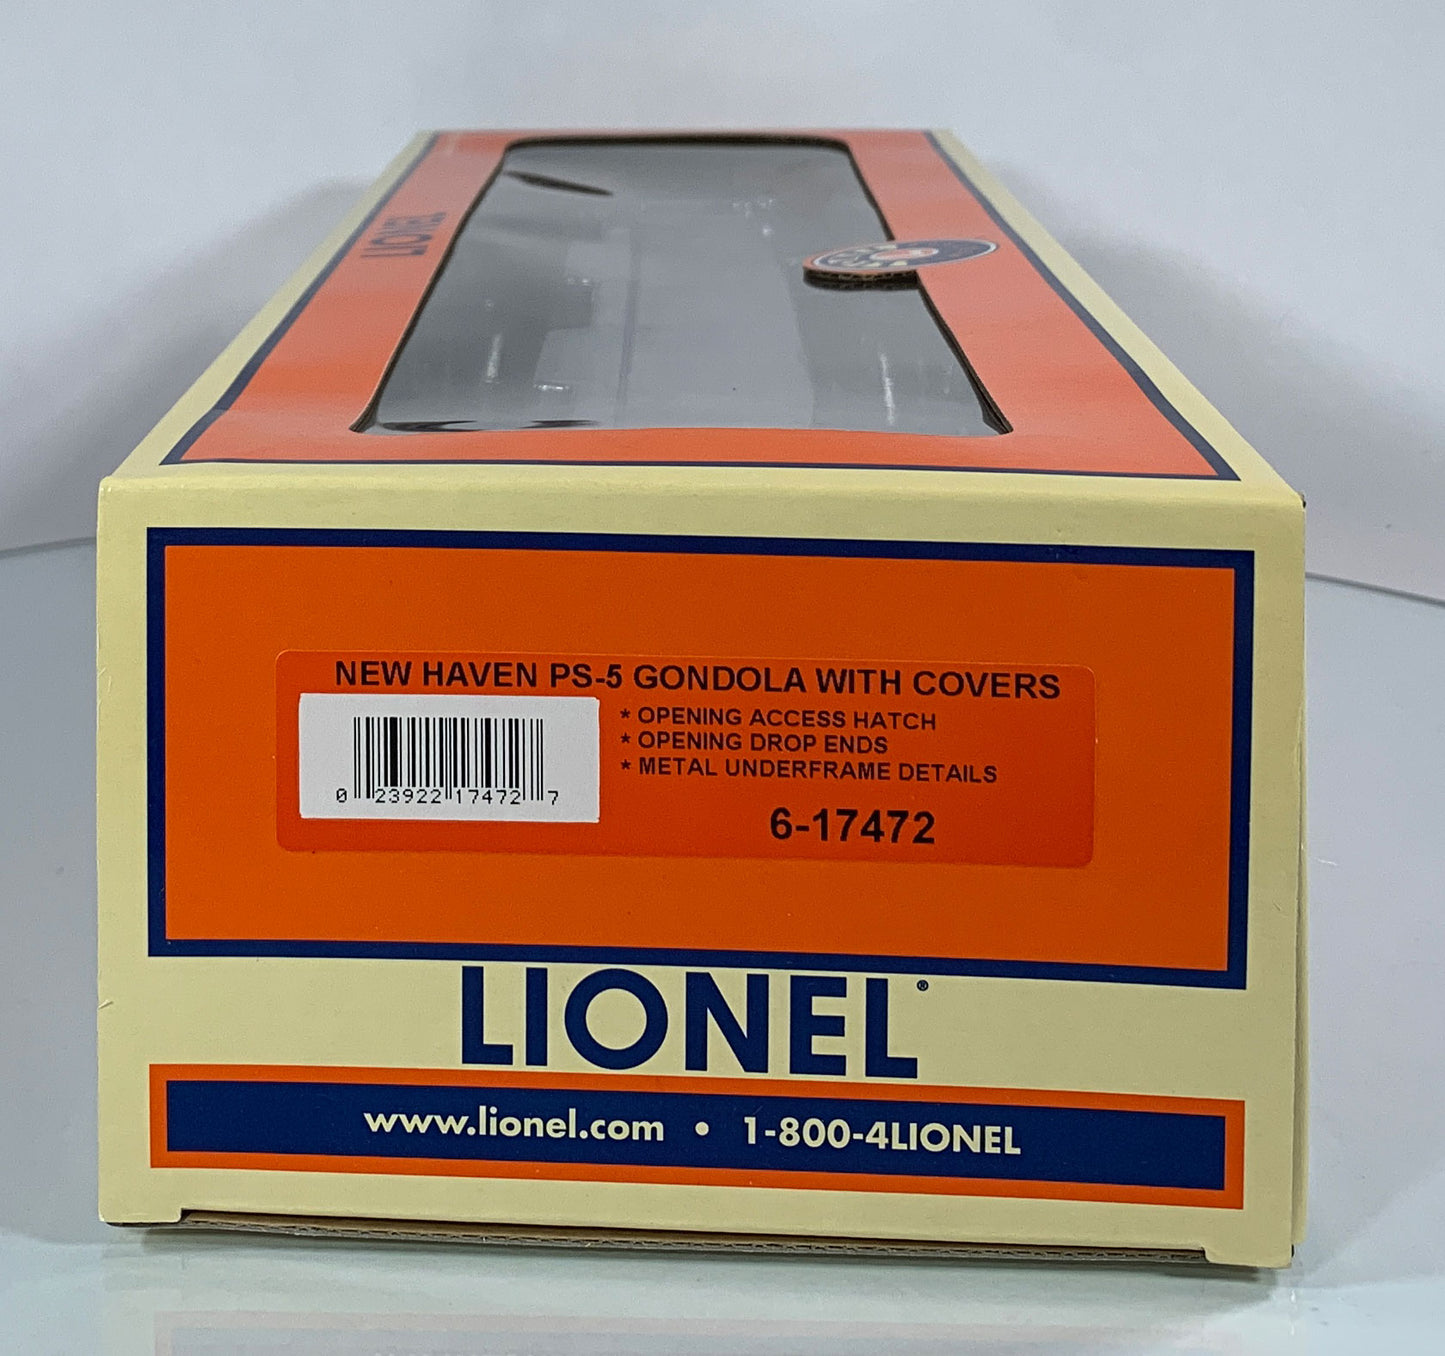 LIONEL
NEW HAVEN PS-5 GONDOLA WITH COVERS
* OPENING ACCESS HATCH
* OPENING DROP ENDS
* METAL UNDERFRAME DETAILS
0 23922 17472 7
6-17472
LIONEL®
www.lionel.com • 1-800-4LIONEL